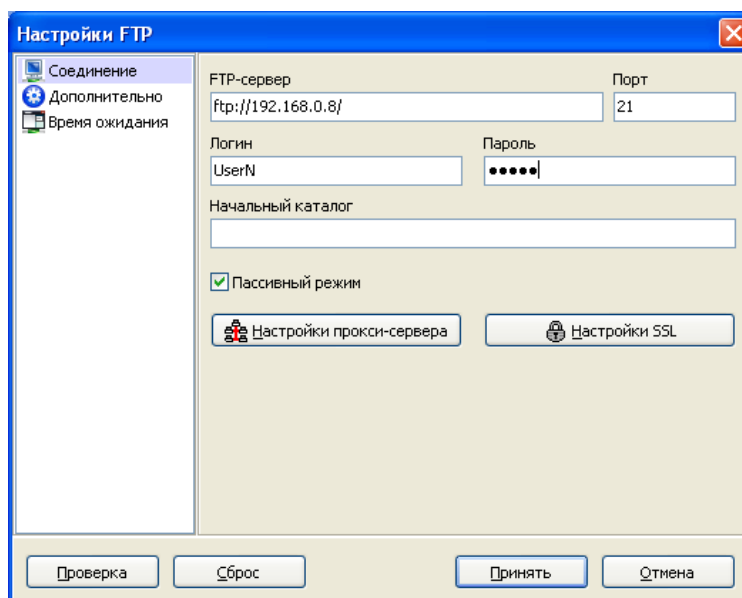 Настройки FTP
Соединение
Дополнительно
Время ожидания
FTP-сервер
Порт
ftp://192.168.0.8/
21
Логин
Пароль
UserN
•••••
Начальный каталог
Пассивный режим
Настройки прокси-сервера
Настройки SSL
Проверка
Сброс
Принять
Отмена